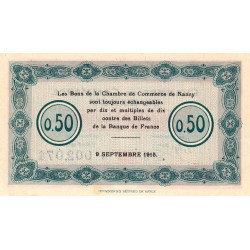 Les Bons de la Chambre de Commerce de Nancy
sont toujours échangeables
par dix et multiples de dix
contre des Billets
de la Banque de France
0.50
0.50
9 SEPTEMBRE 1915.